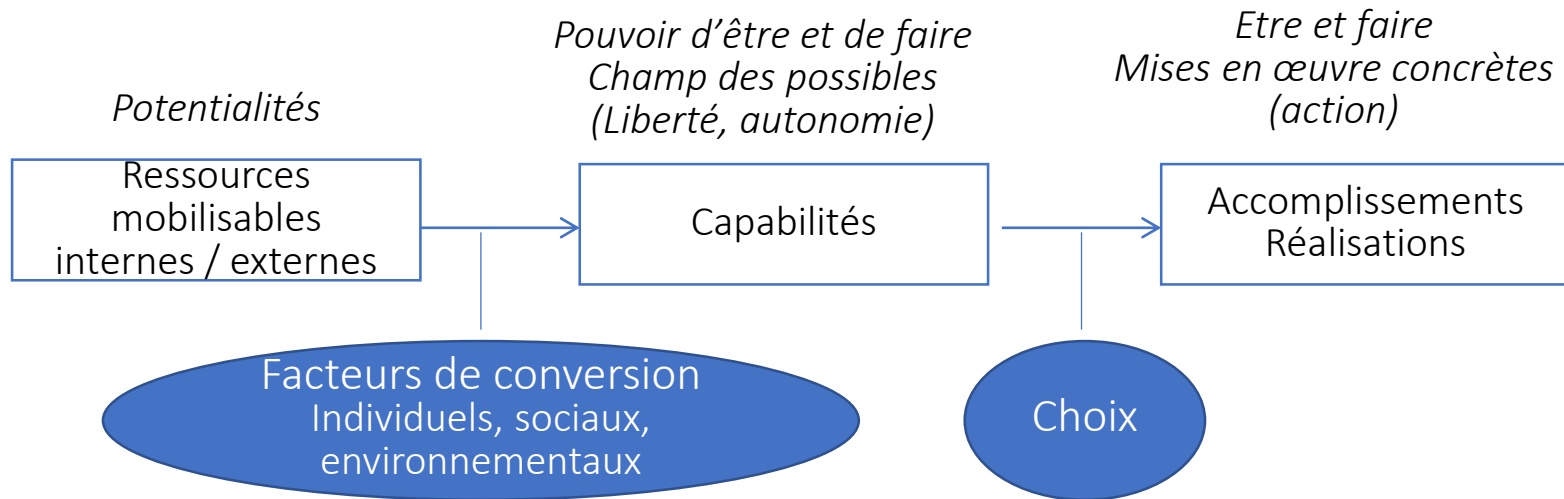 Potentialités
Ressources
mobilisables
internes / externes
Pouvoir d’être et de faire
Champ des possibles
(Liberté, autonomie)
Capabilités
Etre et faire
Mises en œuvre concrètes
(action)
Accomplissements
Réalisations
Facteurs de conversion
Individuels, sociaux,
environnementaux
Choix